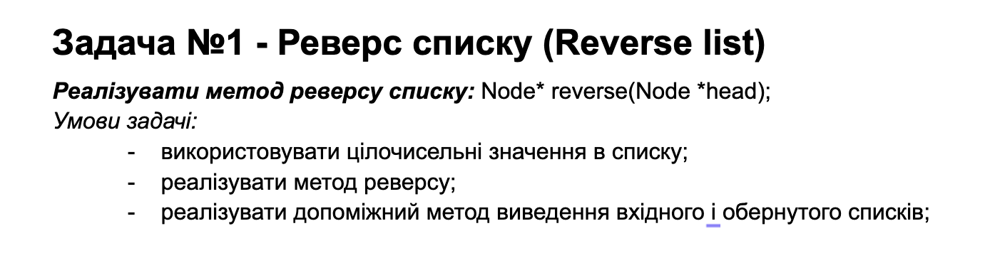 Задача №1 - Реверс списку (Reverse list)
Реалізувати метод реверсу списку: Node* reverse(Node *head);
Умови задачі:
- використовувати цілочисельні значення в списку;
- реалізувати метод реверсу;
- реалізувати допоміжний метод виведення вхідного і обернутого списків;